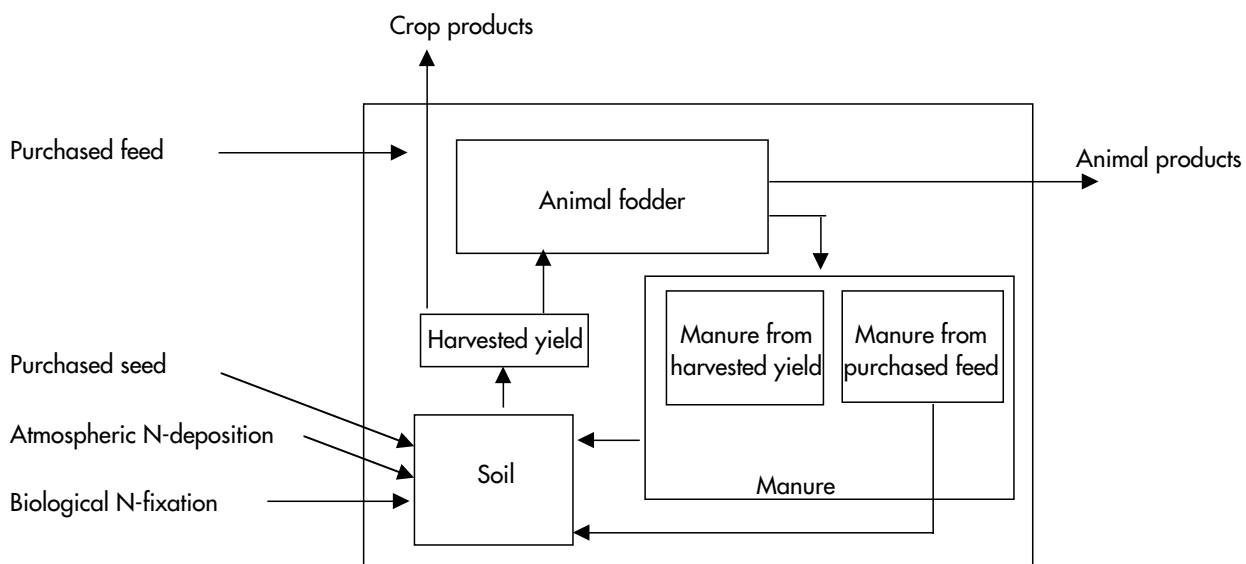 Crop products
Purchased feed
Animal products
Animal fodder
Harvested yield
Manure from
harvested yield
Manure from
purchased feed
Purchased seed
Atmospheric N-deposition
Soil
Manure
Biological N-fixation